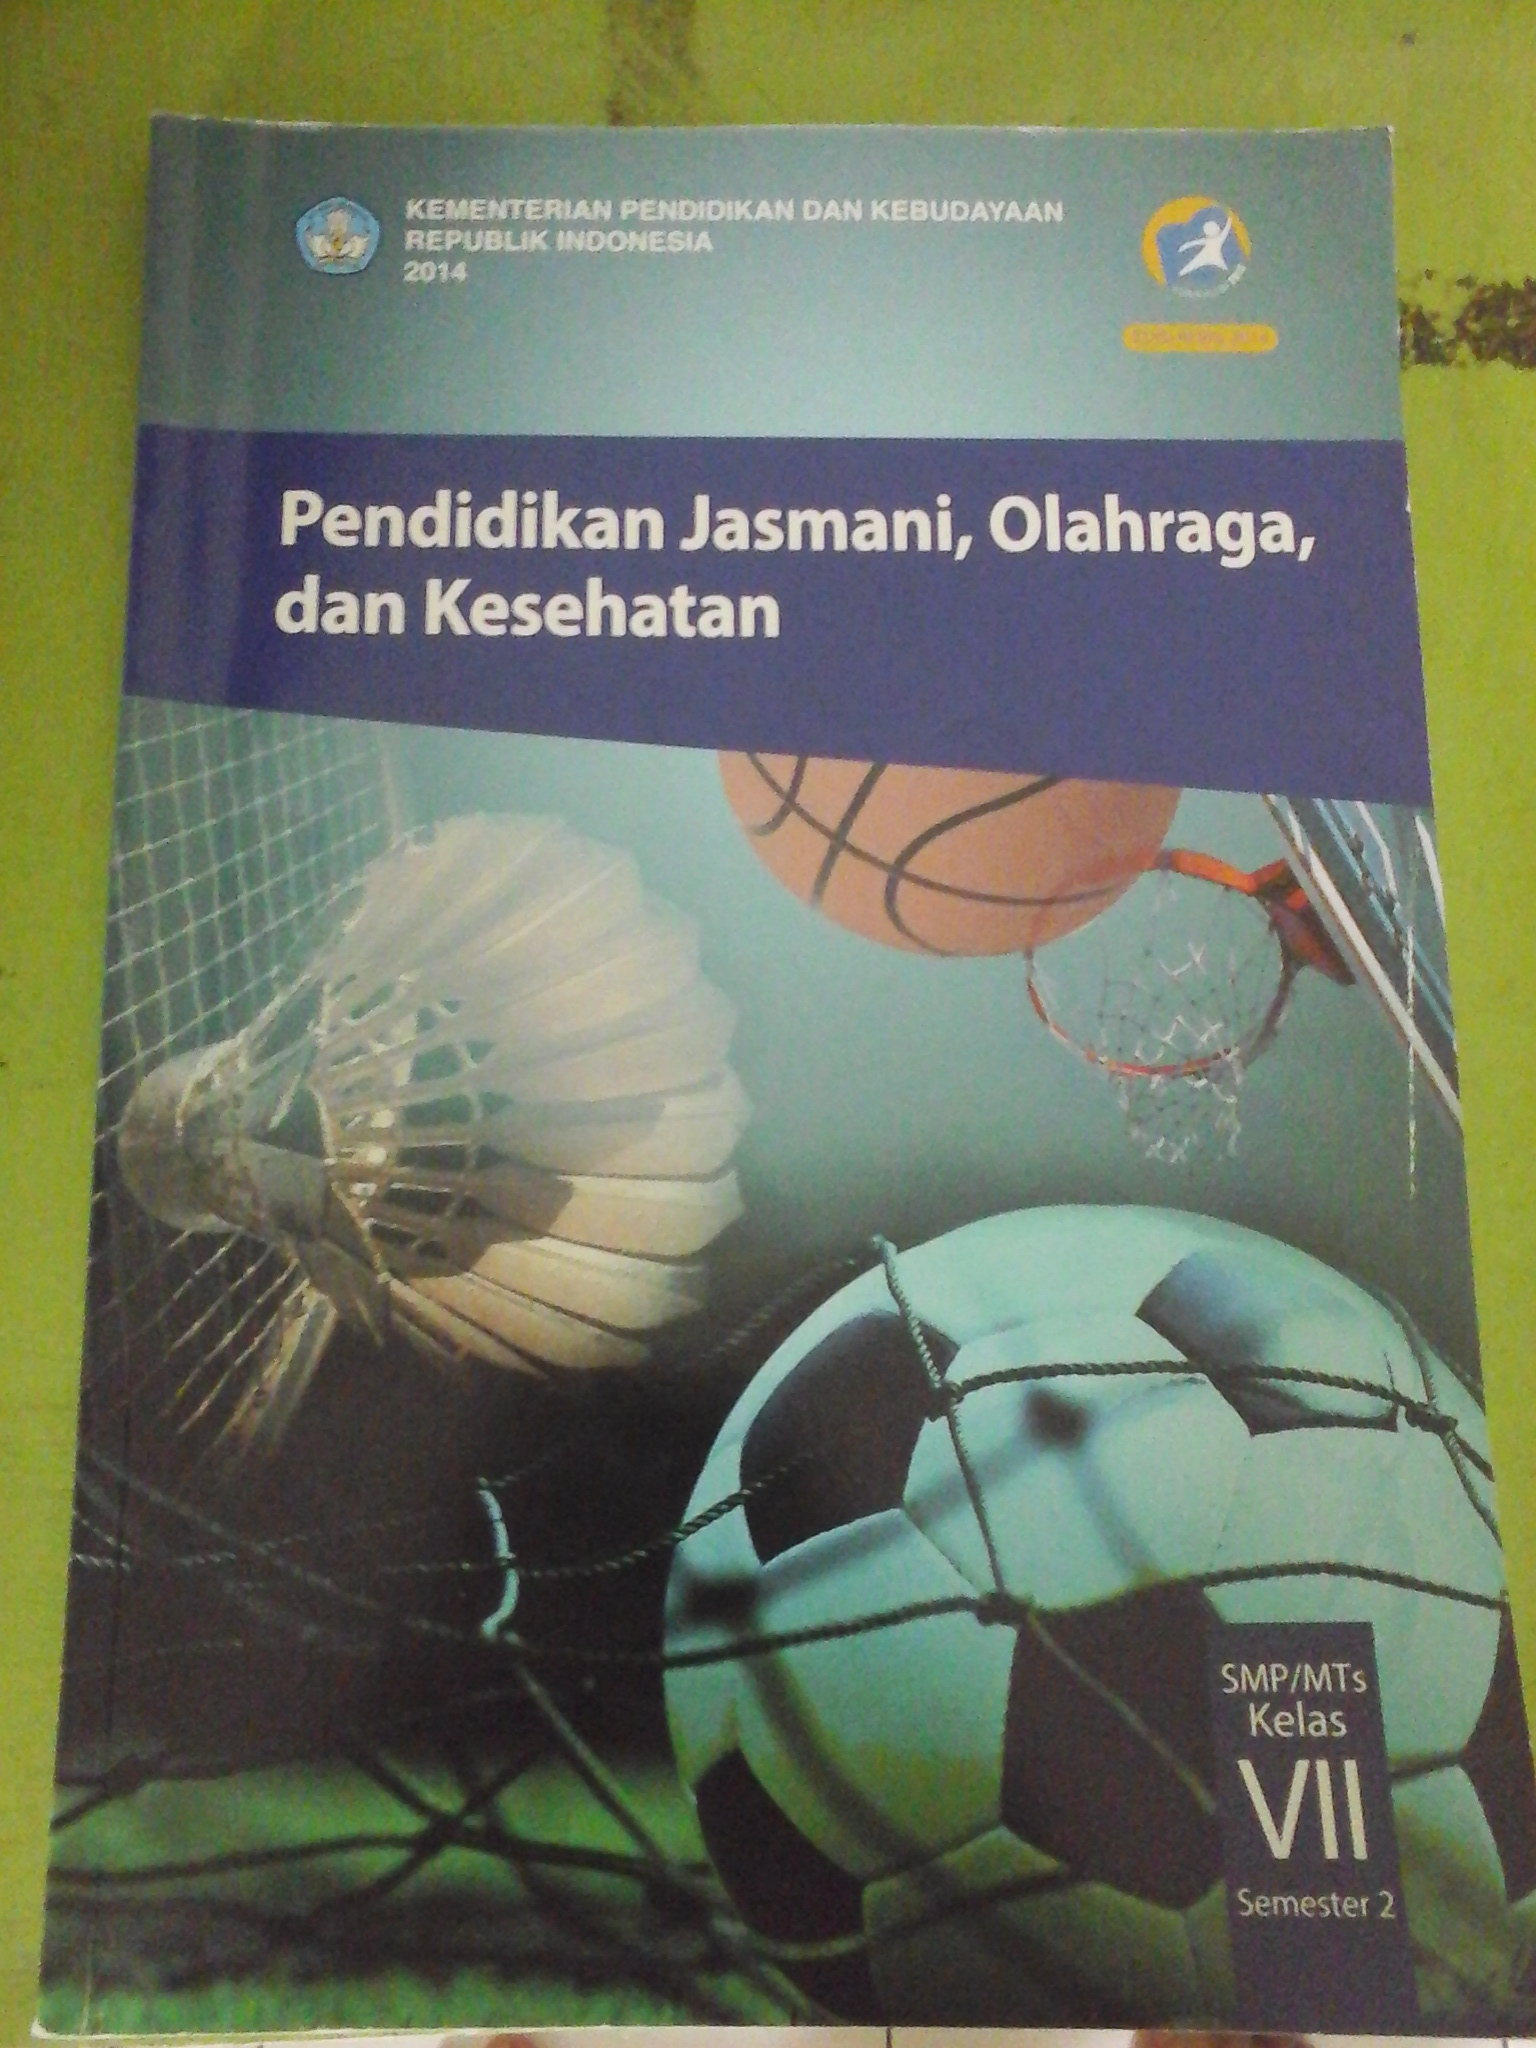 KEMENTERIAN PENDIDIKAN DAN KEBUDAYAAN
REPUBLIK INDONESIA
2014
Pendidikan Jasmani, Olahraga,
dan Kesehatan
SMP/MTs
Kelas
VII
Semester 2